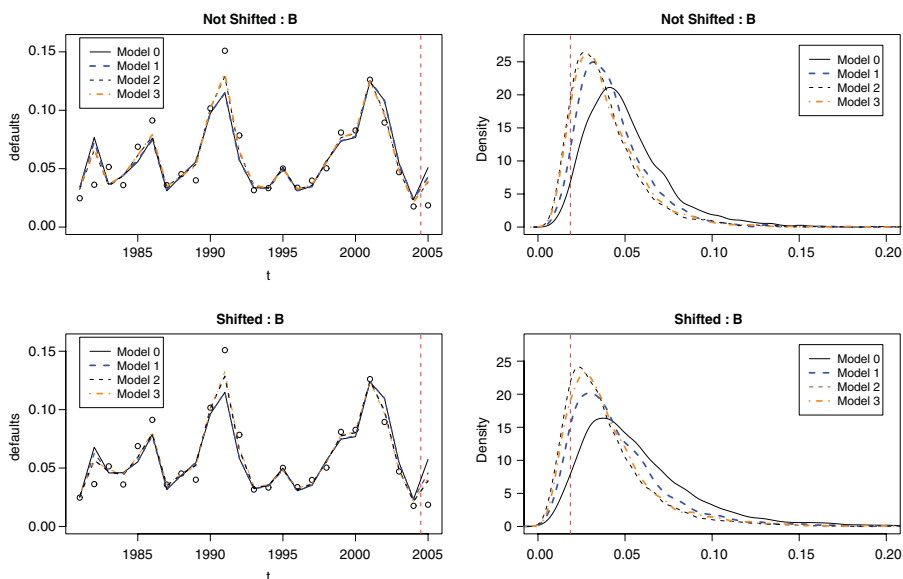 Not Shifted : B
defaults
0.15
0.10
0.05
0.00
Model 0
Model 1
Model 2
Model 3
1985
1990
1995
2000
2005
t
Not Shifted : B
Density
25
20
15
10
5
0
Model 0
Model 1
Model 2
Model 3
0.00
0.05
0.10
0.15
0.20
Shifted : B
defaults
0.15
0.10
0.05
0.00
Model 0
Model 1
Model 2
Model 3
1985
1990
1995
2000
2005
t
Shifted : B
Density
25
20
15
10
5
0
Model 0
Model 1
Model 2
Model 3
0.00
0.05
0.10
0.15
0.20